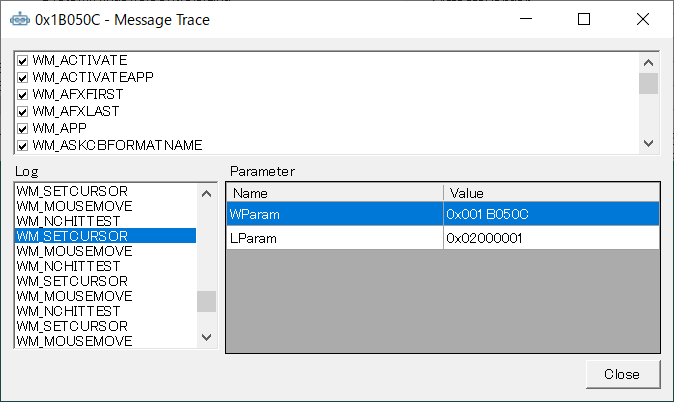 0x1B050C - Message Trace
WM_ACTIVATE
WM_ACTIVATEAPP
WM_AFXFIRST
WM_AFXLAST
WM_APP
WM_ASKCBFORMATNAME
Log
WM_SETCURSOR
WM_MOUSEMOVE
WM_NCHITTEST
WM_SETCURSOR
WM_MOUSEMOVE
WM_NCHITTEST
WM_SETCURSOR
WM_MOUSEMOVE
WM_NCHITTEST
WM_SETCURSOR
WM_MOUSEMOVE
Parameter
Name Value
WParam 0x001B050C
LParam 0x02000001
Close